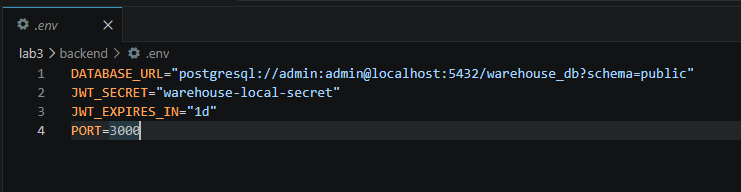 .env
lab3 > backend > .env
1 DATABASE_URL="postgresql://admin:admin@localhost:5432/warehouse_db?schema=public"
2 JWT_SECRET="warehouse-local-secret"
3 JWT_EXPIRES_IN="1d"
4 PORT=3000